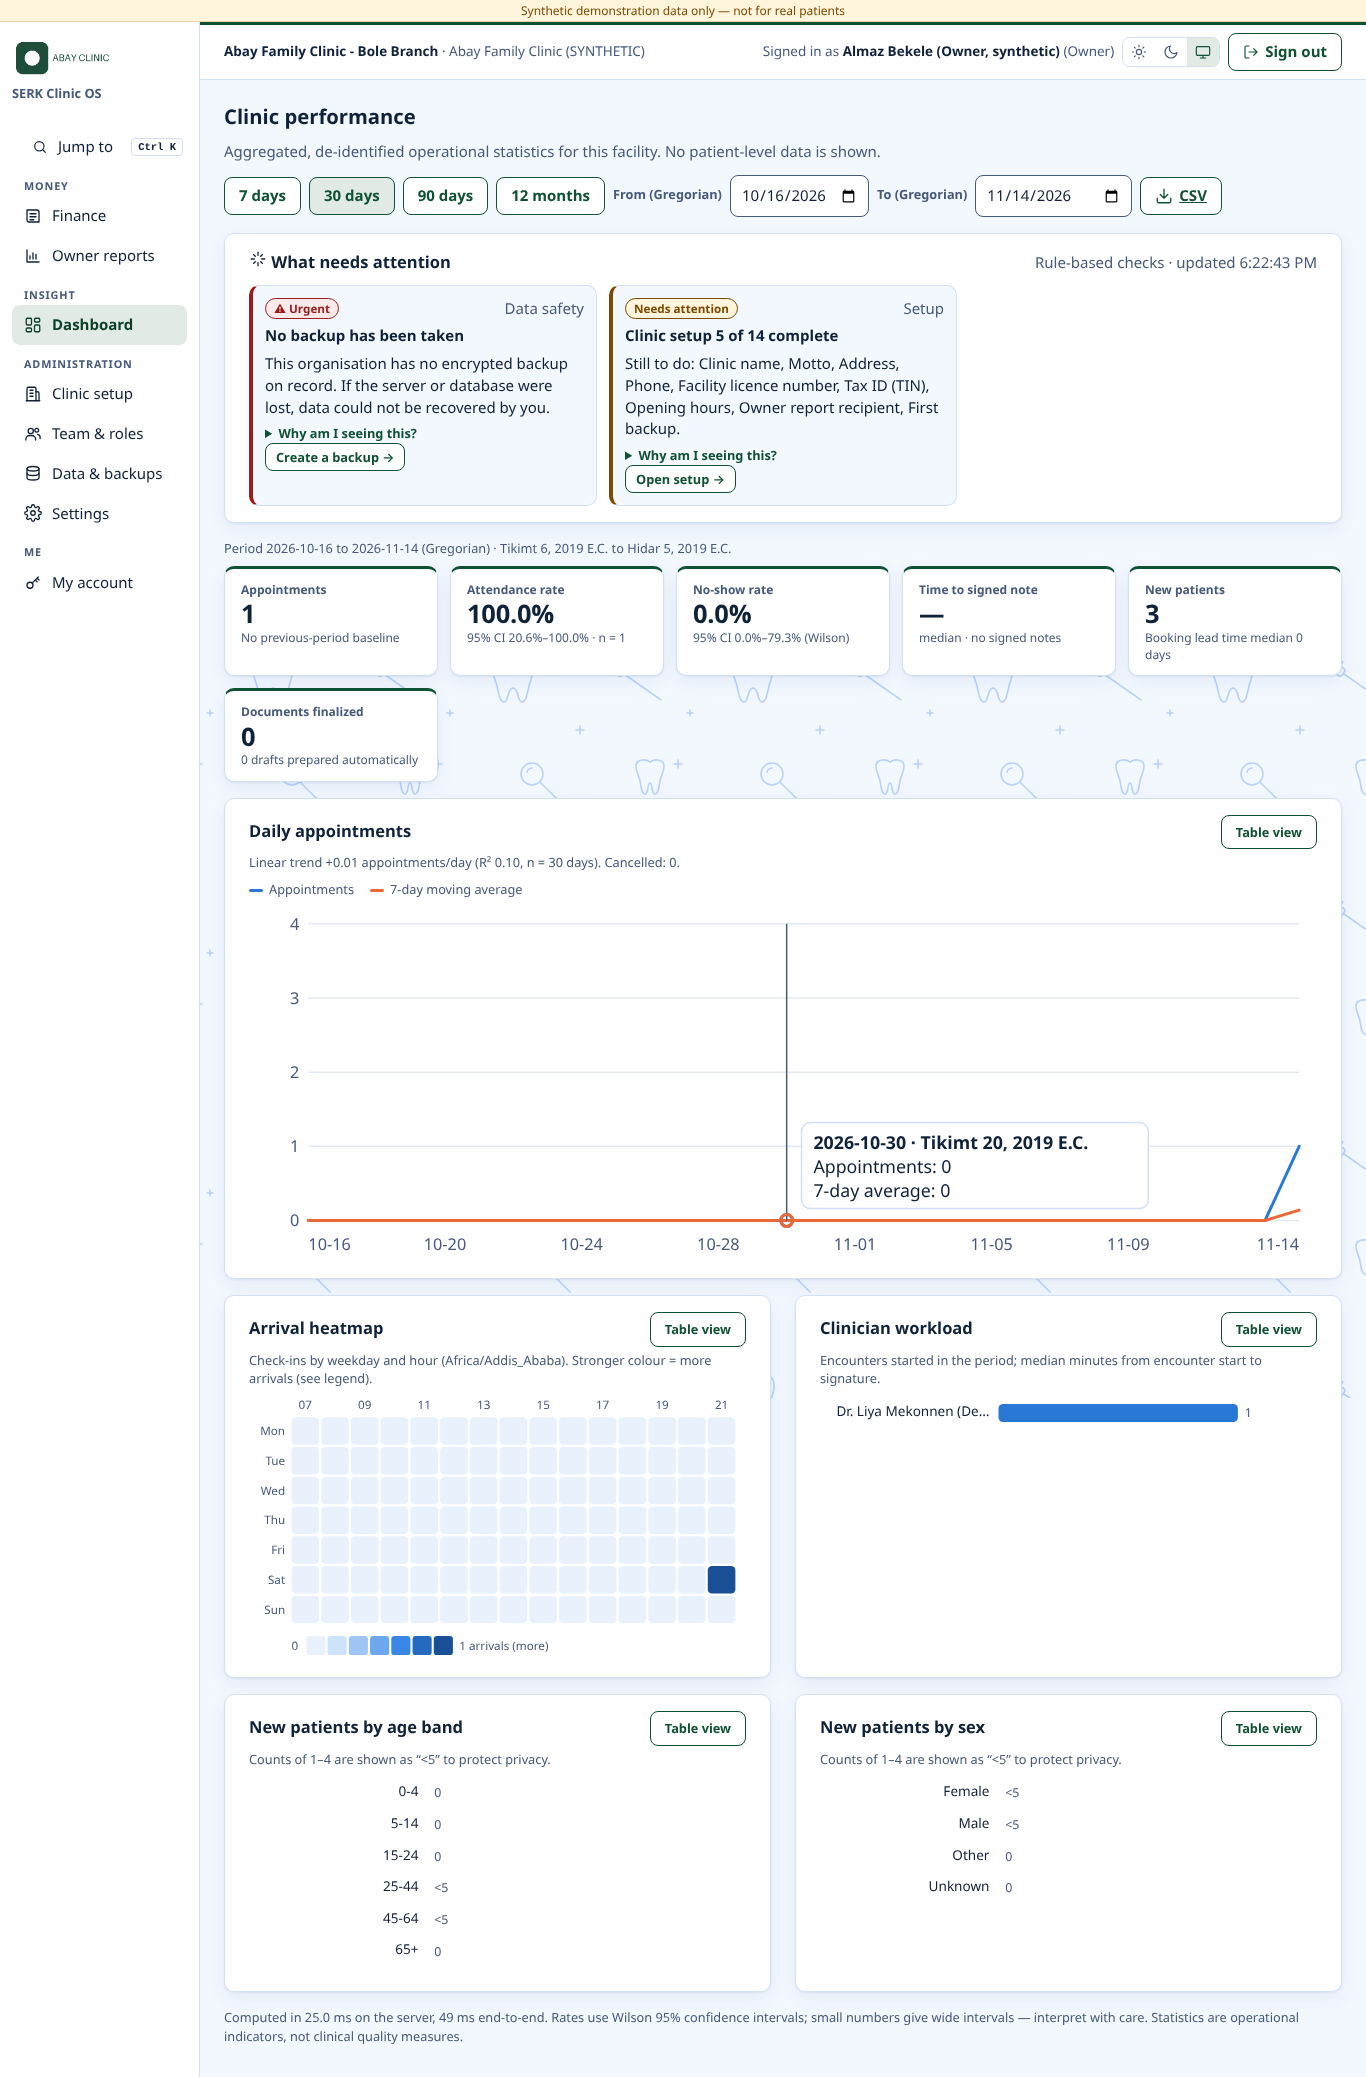 Synthetic demonstration data only — not for real patients
ABAY CLINIC
SERK Clinic OS
Jump to Ctrl K
MONEY
Finance
Owner reports
INSIGHT
Dashboard
ADMINISTRATION
Clinic setup
Team & roles
Data & backups
Settings
ME
My account
Abay Family Clinic - Bole Branch · Abay Family Clinic (SYNTHETIC)
Signed in as Almaz Bekele (Owner, synthetic) (Owner)
Sign out
Clinic performance
Aggregated, de-identified operational statistics for this facility. No patient-level data is shown.
7 days 30 days 90 days 12 months From (Gregorian) 10/16/2026 To (Gregorian) 11/14/2026 CSV
What needs attention
Rule-based checks · updated 6:22:43 PM
Urgent Data safety
No backup has been taken
This organisation has no encrypted backup
on record. If the server or database were
lost, data could not be recovered by you.
Why am I seeing this?
Create a backup →
Needs attention Setup
Clinic setup 5 of 14 complete
Still to do: Clinic name, Motto, Address,
Phone, Facility licence number, Tax ID (TIN),
Opening hours, Owner report recipient, First
backup.
Why am I seeing this?
Open setup →
Period 2026-10-16 to 2026-11-14 (Gregorian) · Tikimt 6, 2019 E.C. to Hidar 5, 2019 E.C.
Appointments
1
No previous-period baseline
Attendance rate
100.0%
95% CI 20.6%–100.0% · n = 1
No-show rate
0.0%
95% CI 0.0%–79.3% (Wilson)
Time to signed note
—
median · no signed notes
New patients
3
Booking lead time median 0
days
Documents finalized
0
0 drafts prepared automatically
Daily appointments
Table view
Linear trend +0.01 appointments/day (R² 0.10, n = 30 days). Cancelled: 0.
Appointments 7-day moving average
4
3
2
1
0
2026-10-30 · Tikimt 20, 2019 E.C.
Appointments: 0
7-day average: 0
10-16 10-20 10-24 10-28 11-01 11-05 11-09 11-14
Arrival heatmap
Table view
Check-ins by weekday and hour (Africa/Addis_Ababa). Stronger colour = more
arrivals (see legend).
07 09 11 13 15 17 19 21
Mon
Tue
Wed
Thu
Fri
Sat
Sun
0 1 arrivals (more)
Clinician workload
Table view
Encounters started in the period; median minutes from encounter start to
signature.
Dr. Liya Mekonnen (De... 1
New patients by age band
Table view
Counts of 1–4 are shown as “<5” to protect privacy.
0-4 0
5-14 0
15-24 0
25-44 <5
45-64 <5
65+ 0
New patients by sex
Table view
Counts of 1–4 are shown as “<5” to protect privacy.
Female <5
Male <5
Other 0
Unknown 0
Computed in 25.0 ms on the server, 49 ms end-to-end. Rates use Wilson 95% confidence intervals; small numbers give wide intervals — interpret with care. Statistics are operational
indicators, not clinical quality measures.